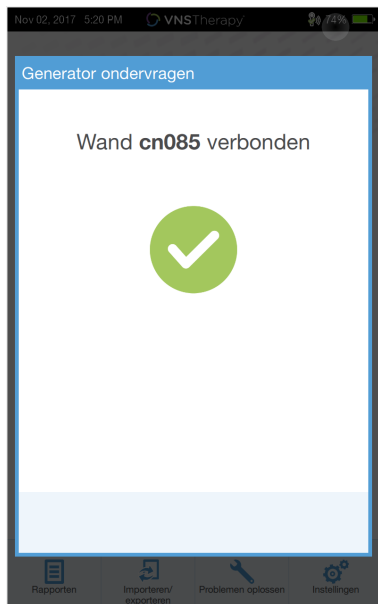 Nov 02, 2017 5:20 PM VNSTherapy 74%
Generator ondervragen
Wand cn085 verbonden
Rapporten Importeren/ Problemen oplossen Instellingen
exporteren